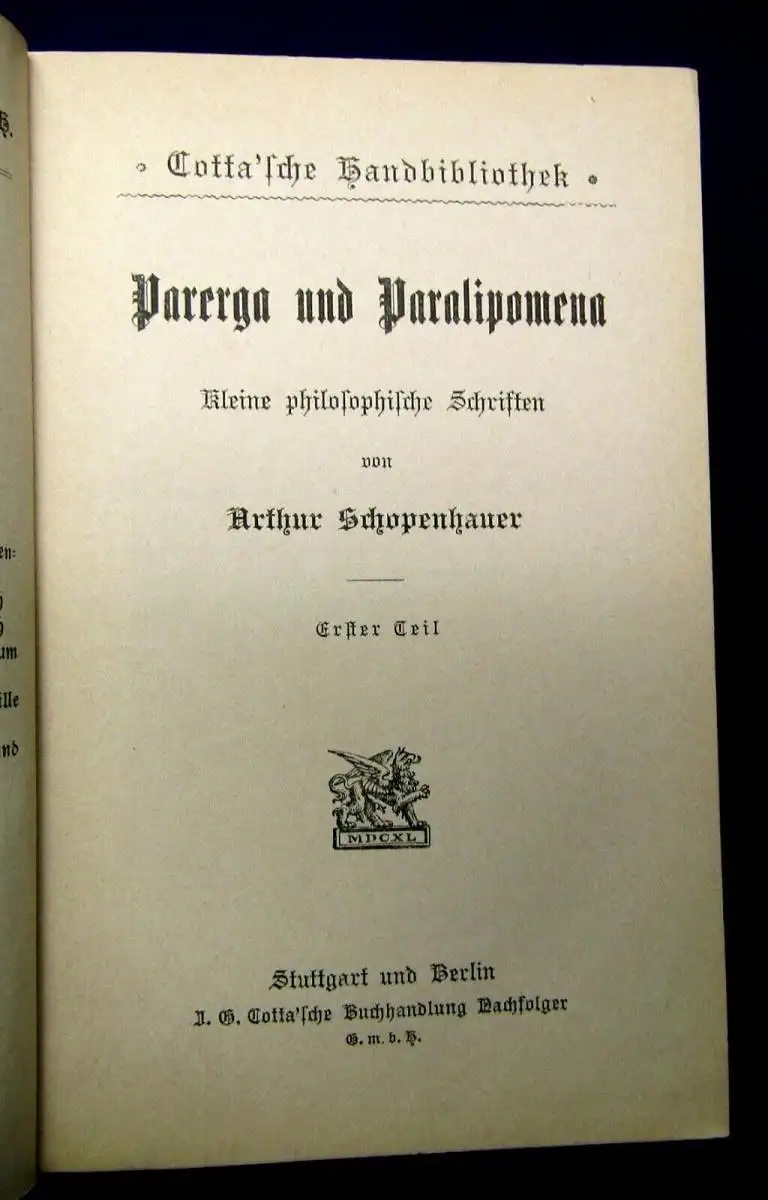 Cotta'sche Handbibliothek
Parerga und Paralipomena
Kleine philosophische Schriften
von
Arthur Schopenhauer
Erster Teil
MDCXL
Stuttgart und Berlin
J. G. Cotta'sche Buchhandlung Nachfolger
G. m. b. H.